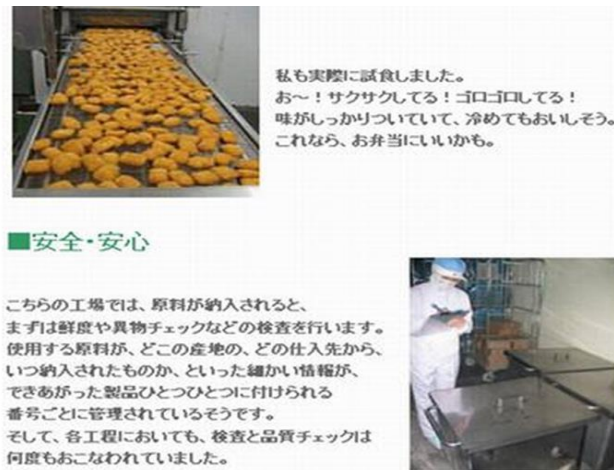 私も実際に試食しました。
お～！サクサクしてる！ゴロゴロしてる！
味がしっかりついていて、冷めてもおいしそう。
これなら、お弁当にいいかも。
■安全・安心
こちらの工場では、原料が納入されると、
まずは鮮度や異物チェックなどの検査を行います。
使用する原料が、どこの産地の、どの仕入先から、
いつ納入されたものか、といった細かい情報が、
できあがった製品ひとつひとつに付けられる
番号ごとに管理されているそうです。
そして、各工程においても、検査と品質チェックは
何度もおこなわれていました。